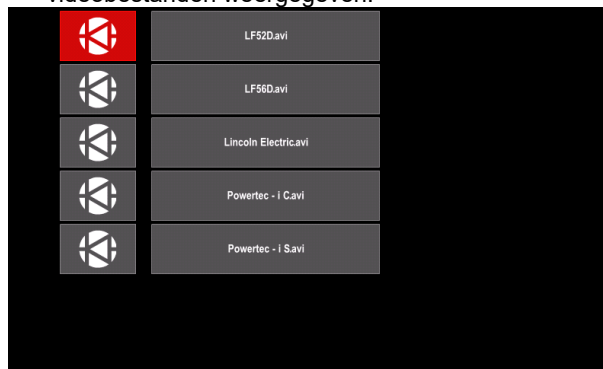 videobestanden weergegeven.
LF52D.avi
LF56D.avi
Lincoln Electric.avi
Powertec - i C.avi
Powertec - i S.avi